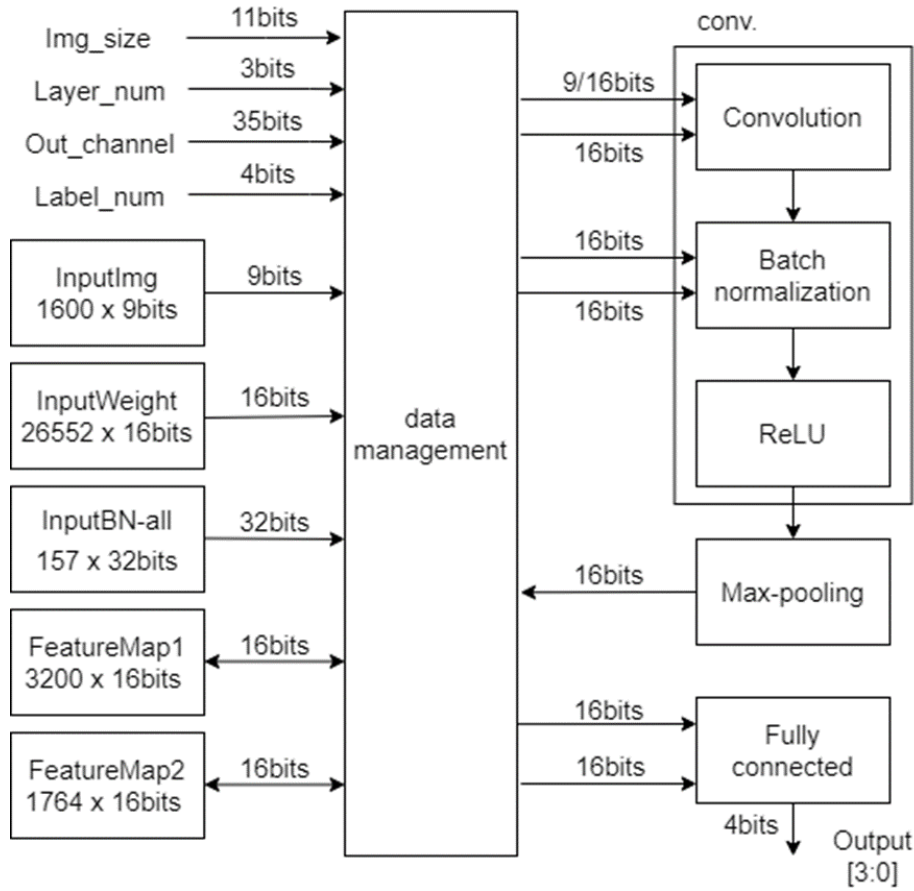 Img_size
11bits
Layer_num
3bits
Out_channel
35bits
Label_num
4bits
InputImg
1600 x 9bits
9bits
InputWeight
26552 x 16bits
16bits
InputBN-all
157 x 32bits
32bits
FeatureMap1
3200 x 16bits
16bits
FeatureMap2
1764 x 16bits
16bits
data
management
conv.
9/16bits
16bits
Convolution
16bits
16bits
Batch
normalization
ReLU
16bits
Max-pooling
16bits
16bits
Fully
connected
4bits
Output
[3:0]